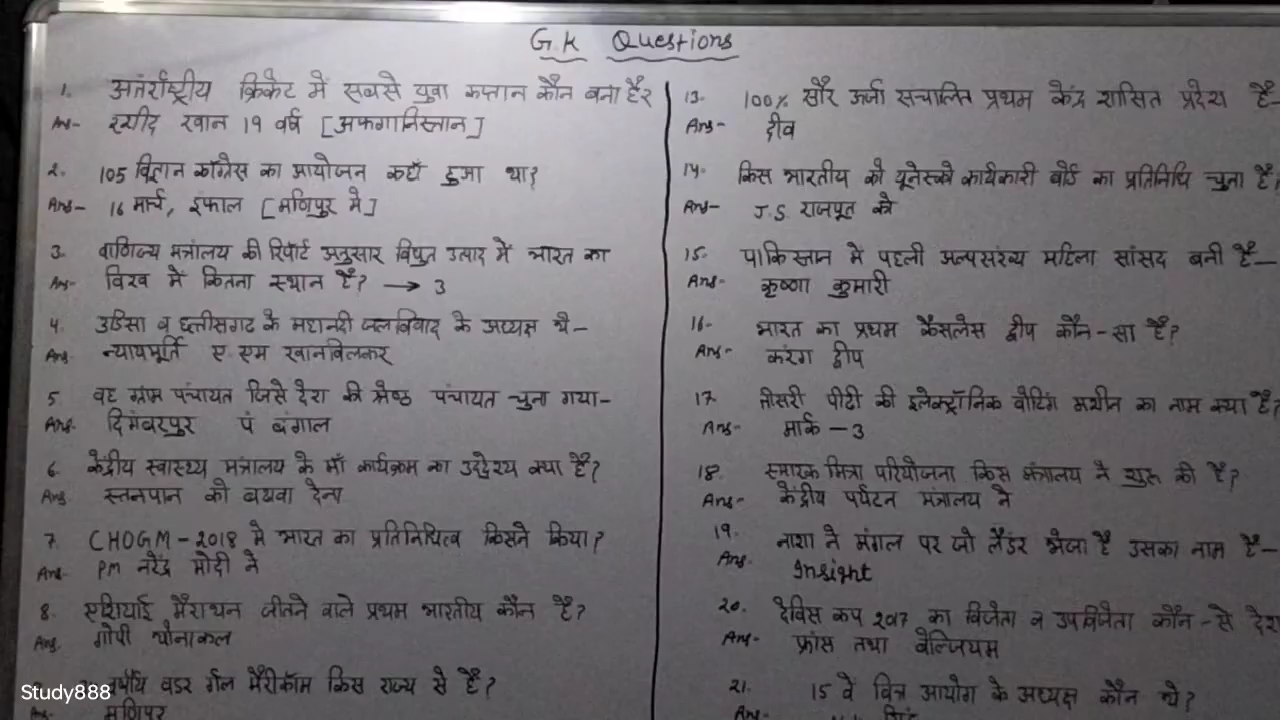 G.K Questions
1. अतंर्राष्ट्रीय क्रिकेट में सबसे युवा कप्तान कौन बना है?
Ans- रशीद खान 19 वर्ष [अफगानिस्तान]
2. 105 विज्ञान कॉंग्रेस का आयोजन कहाँ हुआ था?
Ans- 16 मार्च, इंफाल [मणिपुर में]
3. वाणिज्य मत्रांलय की रिपोर्ट अनुसार विधुत उत्पाद में भारत का
Ans- विश्व में कितना स्थान है? → 3
4. उडिसा व छत्तीसगढ के महानदी जलविवाद के अध्यक्ष थे-
Ans न्यायमूर्ति ए एम खानविलकर
5. वह ग्राम पंचायत जिसे देश की श्रेष्ठ पंचायत चुना गया-
Ans- दिगंबरपुर पं बंगाल
6. केंद्रीय स्वास्थ्य मंत्रालय के माँ कार्यक्रम का उद्देश्य क्या है?
Ans स्तनपान को बढावा देना
7. CHOGM-2018 मे भारत का प्रतिनिधित्व किसने किया?
Ans- PM नरेंद्र मोदी ने
8. एशियाई मैराथन जीतने वाले प्रथम भारतीय कौन है?
Ans. गोपी थोनाकल
वर्षीय वंडर र्गल मैरीकॉम किस राज्य से है?
मणिपुर
13. 100% सौर ऊर्जा संचालित प्रथम केंद्र शासित प्रदेश है-
Ans- दीव
14. किस भारतीय को यूनेस्को कार्यकारी बोर्ड का प्रतिनिधि चुना है
Ans- J.S. राजपूत को
15. पाकिस्तान में पहली अल्पसंख्य महिला सांसद बनी है-
Ans- कृष्णा कुमारी
16- भारत का प्रथम कैसलेस द्वीप कौन-सा है?
Ans- करंग द्वीप
17. तीसरी पीढी की इलेक्ट्रॉनिक वोटिंग मशीन का नाम क्या है
Ans- मार्क-3
18. स्मारक मित्रा परियोजना किस मंत्रालय ने शुरू की है?
Ans- केंद्रीय पर्यटन मंत्रालय ने
19. नाशा ने मंगल पर जो लैंडर भेजा है उसका नाम है-
Ans- Insight
20. देविस कप 2017 का विजेता व उपविजेता कौन-से देश
Ans- फ्रांस तथा बेल्जियम
21. 15 वे वित्त आयोग के अध्यक्ष कौन थे?
Ans-
Study888